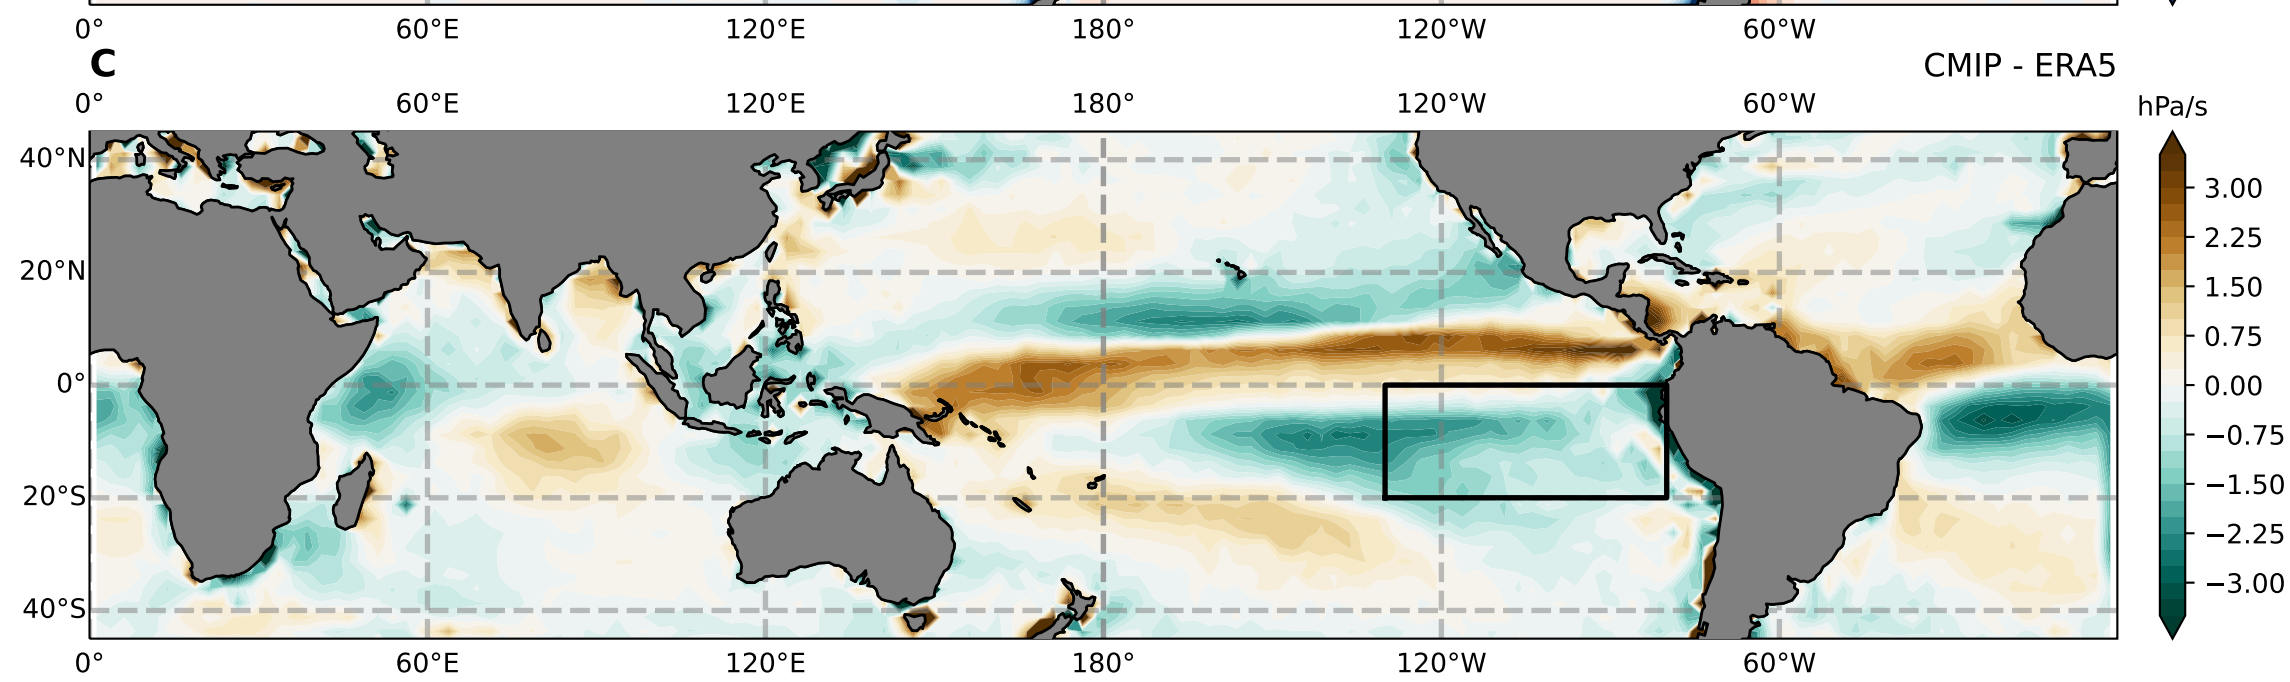 0° 60°E 120°E 180° 120°W 60°W
C CMIP - ERA5
0° 60°E 120°E 180° 120°W 60°W hPa/s
40°N
20°N
0°
20°S
40°S
3.00
2.25
1.50
0.75
0.00
−0.75
−1.50
−2.25
−3.00
0° 60°E 120°E 180° 120°W 60°W